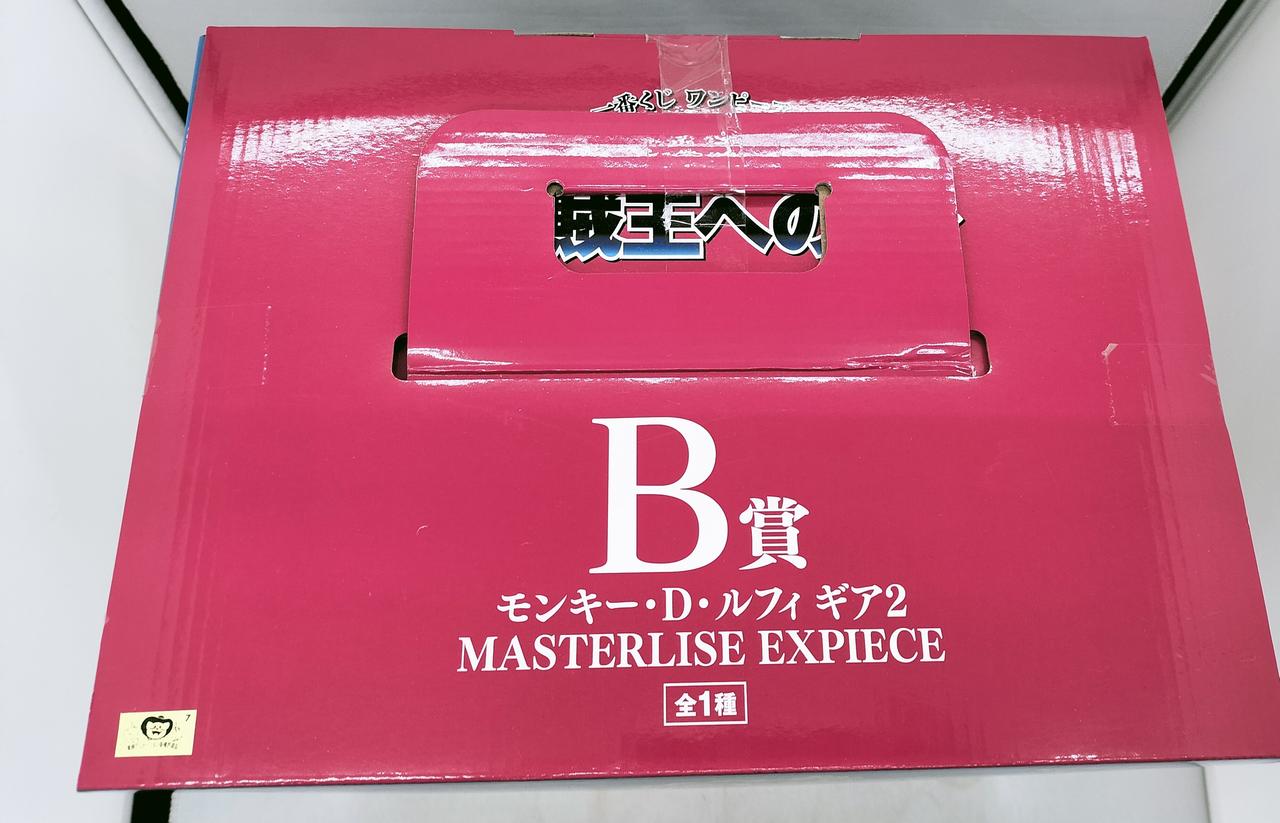 一番くじ ワンピー
賊王への
B賞
モンキー・D・ルフィ ギア2
MASTERLISE EXPIECE
全1種
7